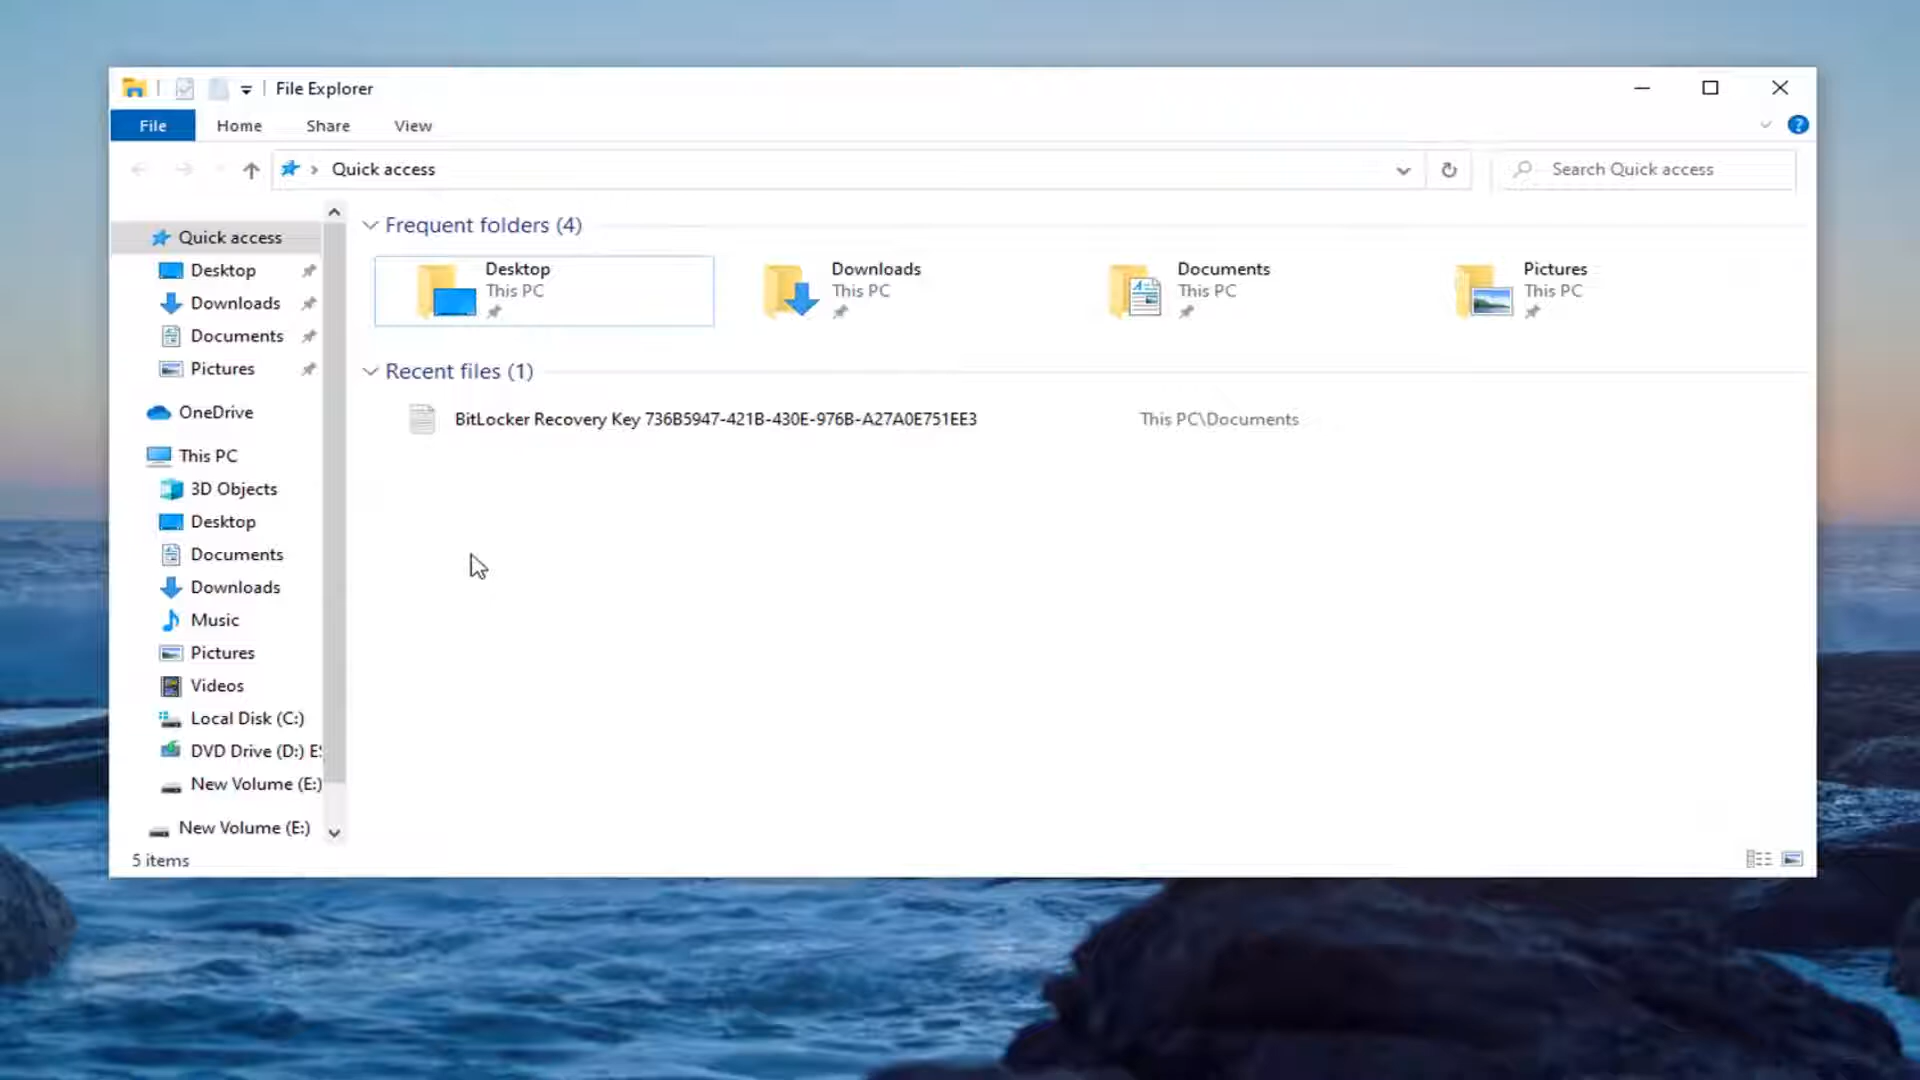 File Explorer
File Home Share View
Quick access
Search Quick access
Quick access
Desktop
Downloads
Documents
Pictures
OneDrive
This PC
3D Objects
Desktop
Documents
Downloads
Music
Pictures
Videos
Local Disk (C:)
DVD Drive (D:) E
New Volume (E:)
New Volume (E:)
Frequent folders (4)
Desktop
This PC
Downloads
This PC
Documents
This PC
Pictures
This PC
Recent files (1)
BitLocker Recovery Key 736B5947-421B-430E-976B-A27A0E751EE3 This PC\Documents
5 items